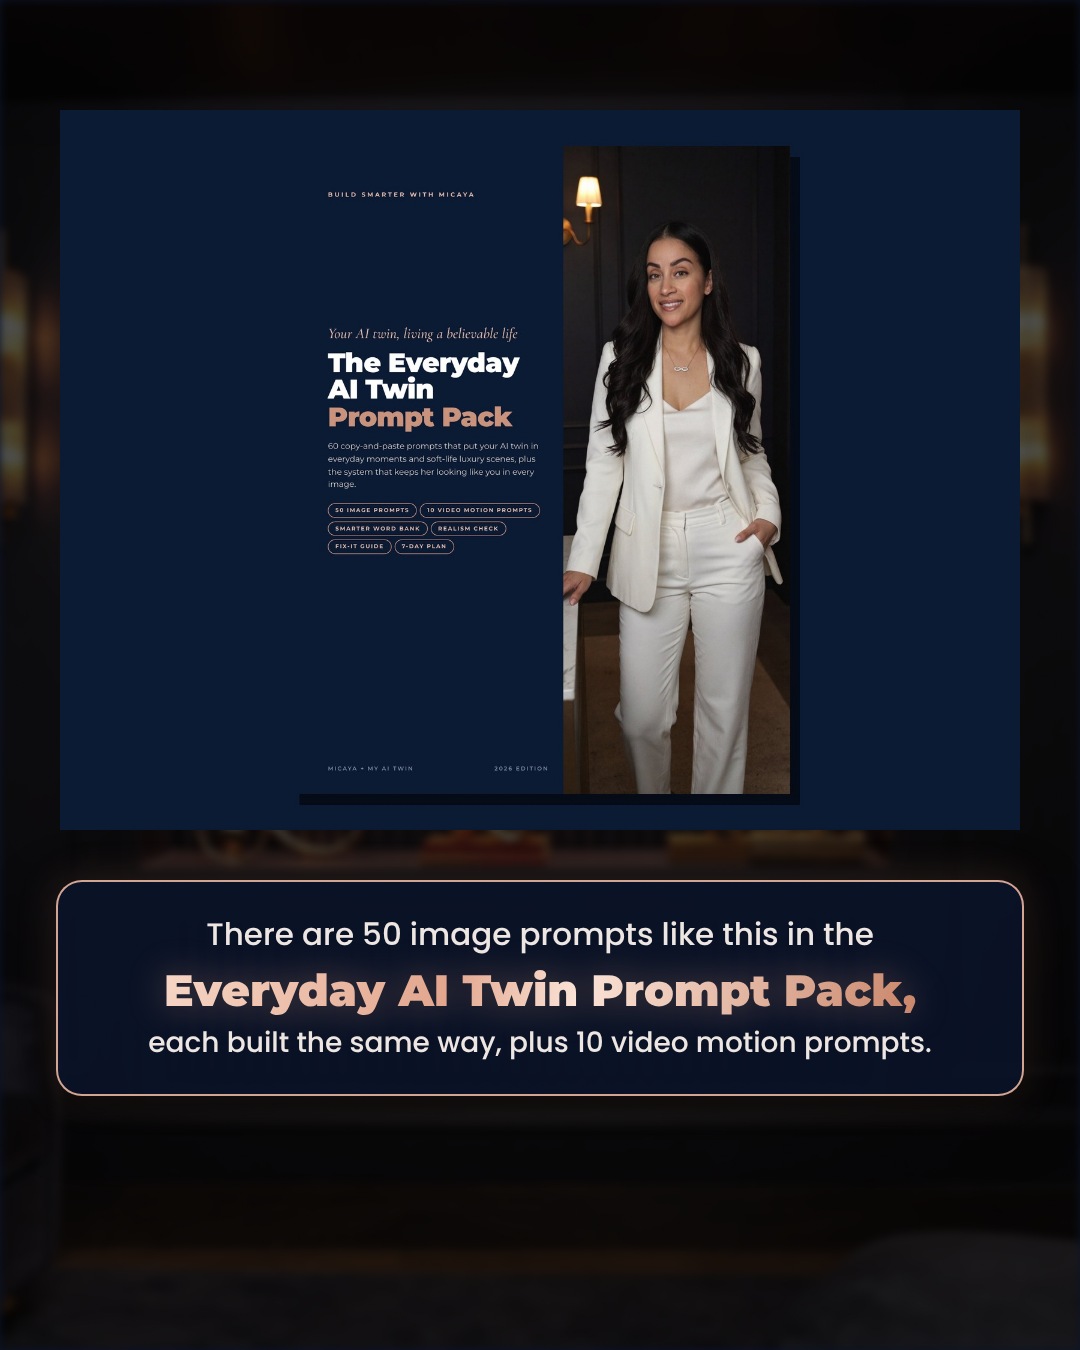 BUILD SMARTER WITH MICAYA
Your AI twin, living a believable life
The Everyday
AI Twin
Prompt Pack
60 copy-and-paste prompts that put your AI twin in
everyday moments and soft-life luxury scenes, plus
the system that keeps her looking like you in every
image.
50 IMAGE PROMPTS
10 VIDEO MOTION PROMPTS
SMARTER WORD BANK
REALISM CHECK
FIX-IT GUIDE
7-DAY PLAN
MICAYA + MY AI TWIN
2026 EDITION
There are 50 image prompts like this in the
Everyday AI Twin Prompt Pack,
each built the same way, plus 10 video motion prompts.